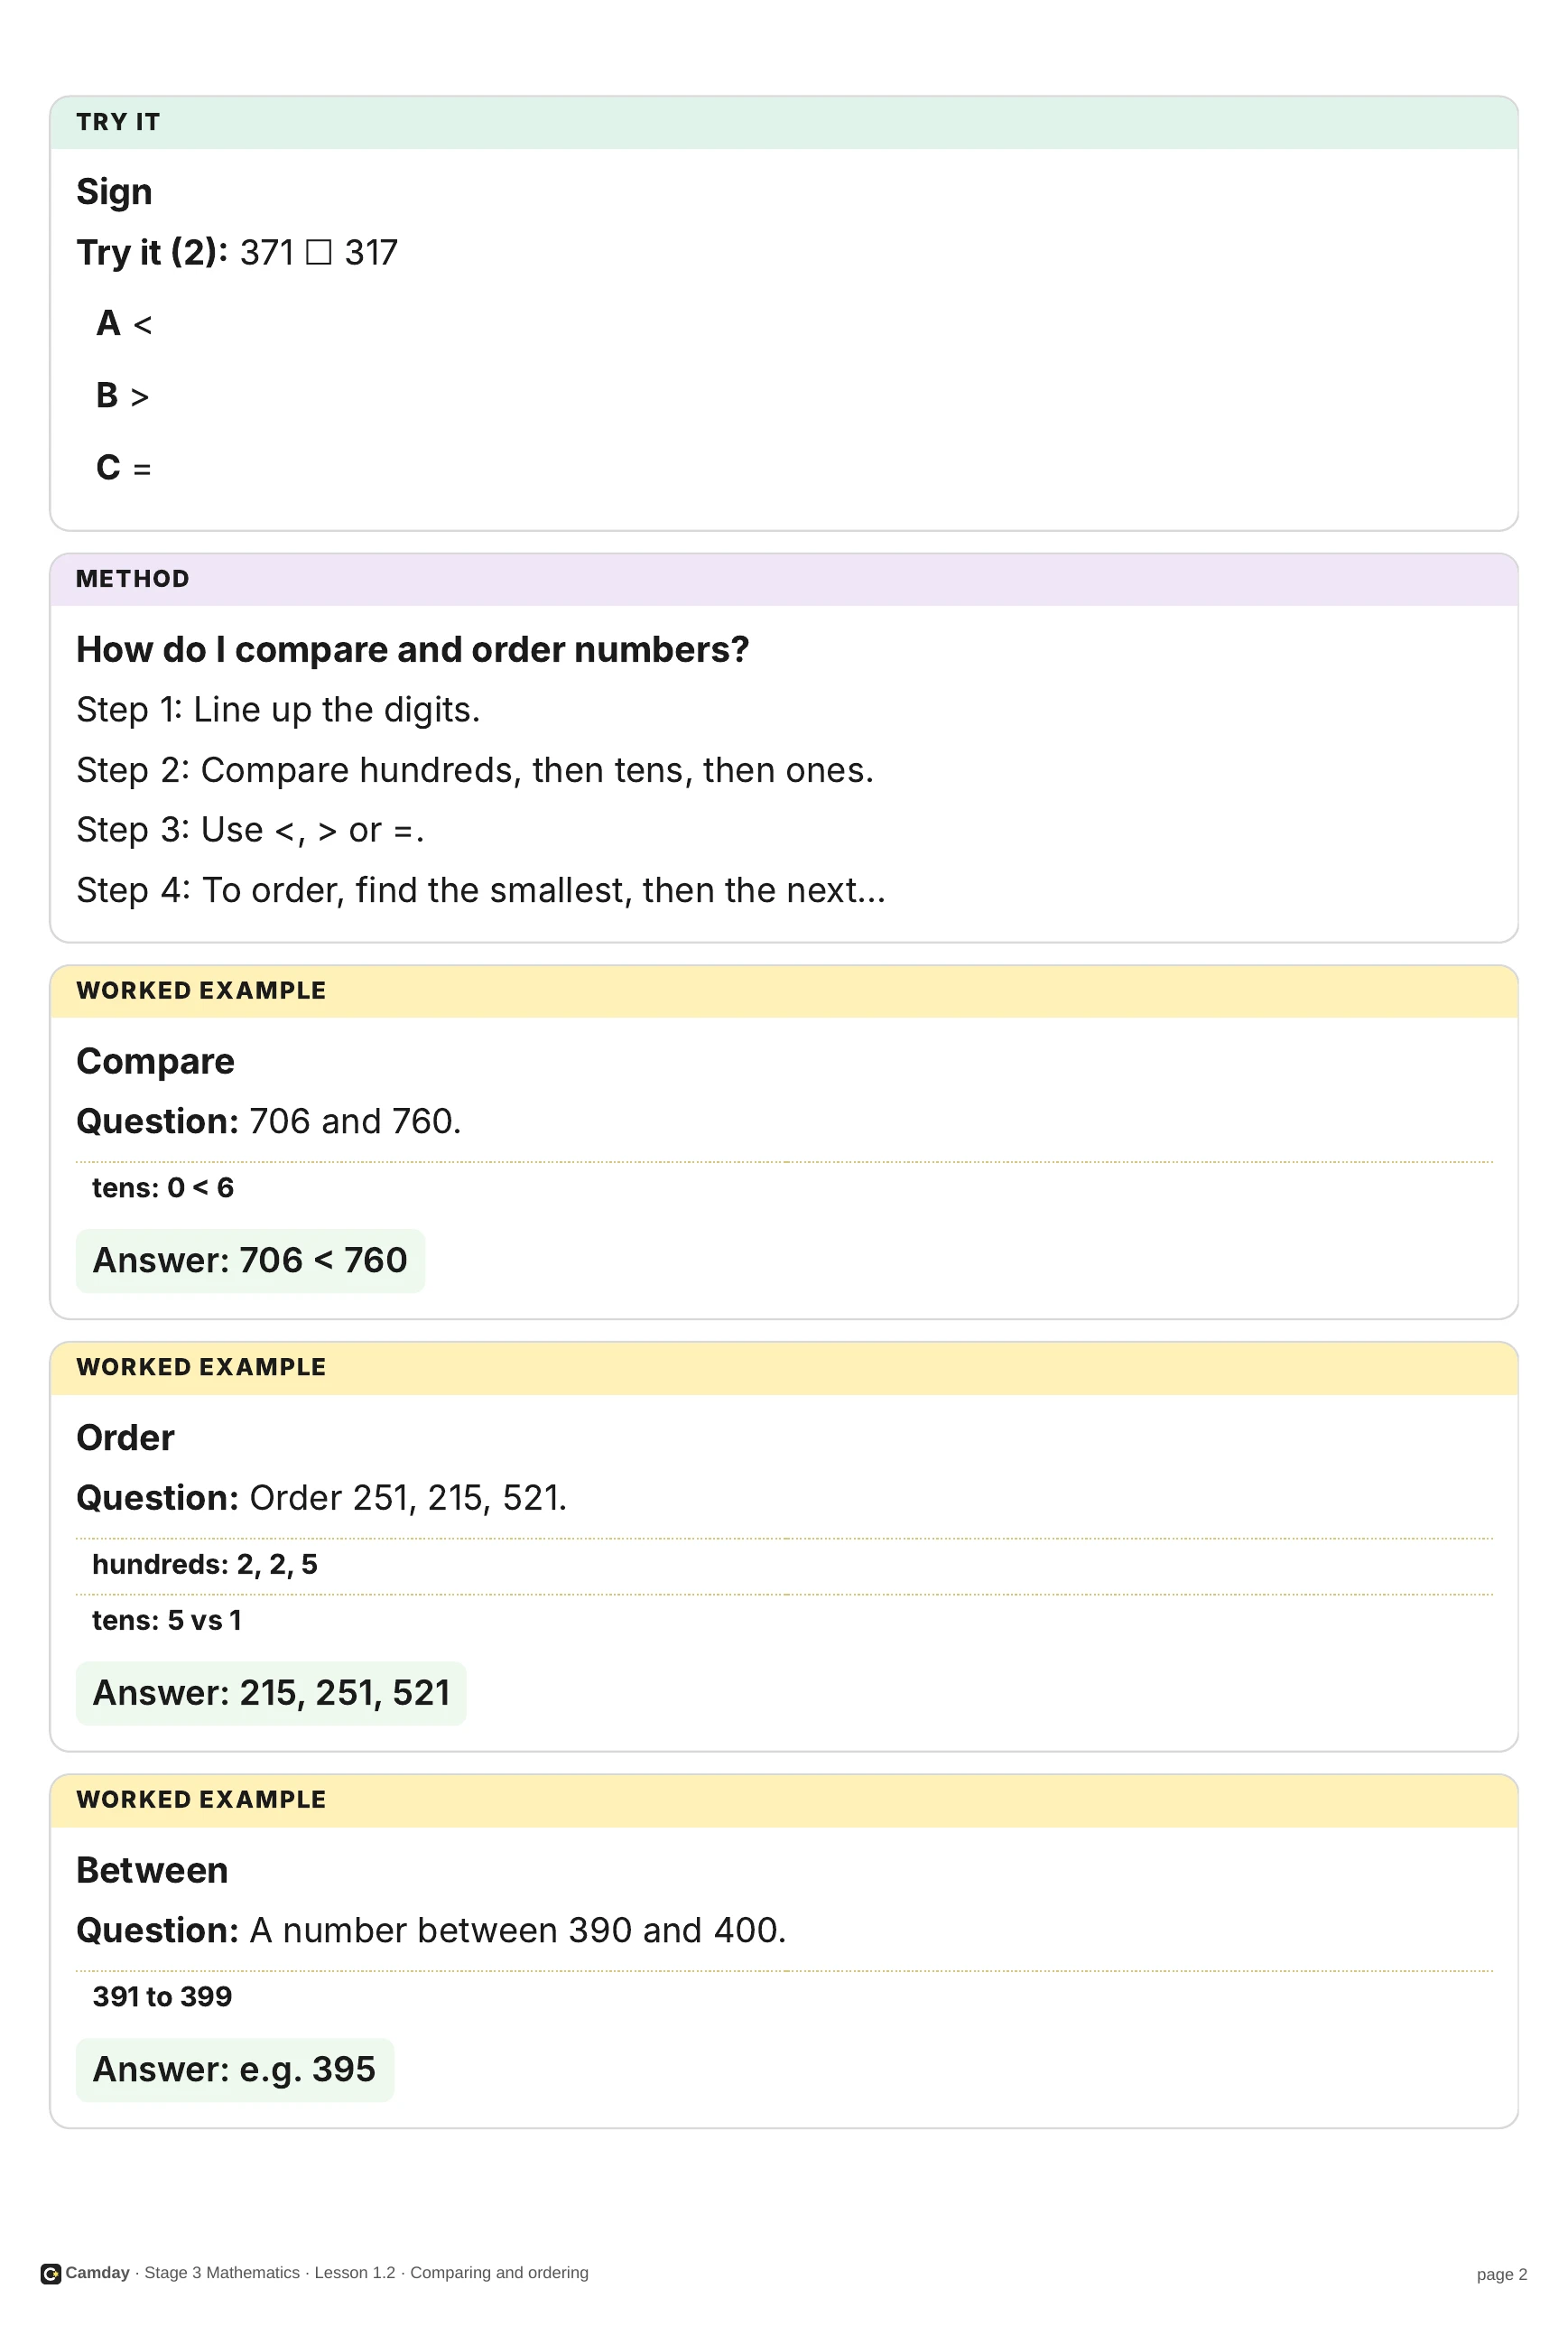 TRY IT
Sign
Try it (2): 371 □ 317
A <
B >
C =
METHOD
How do I compare and order numbers?
Step 1: Line up the digits.
Step 2: Compare hundreds, then tens, then ones.
Step 3: Use <, > or =.
Step 4: To order, find the smallest, then the next...
WORKED EXAMPLE
Compare
Question: 706 and 760.
tens: 0 < 6
Answer: 706 < 760
WORKED EXAMPLE
Order
Question: Order 251, 215, 521.
hundreds: 2, 2, 5
tens: 5 vs 1
Answer: 215, 251, 521
WORKED EXAMPLE
Between
Question: A number between 390 and 400.
391 to 399
Answer: e.g. 395
Camday · Stage 3 Mathematics · Lesson 1.2 · Comparing and ordering
page 2